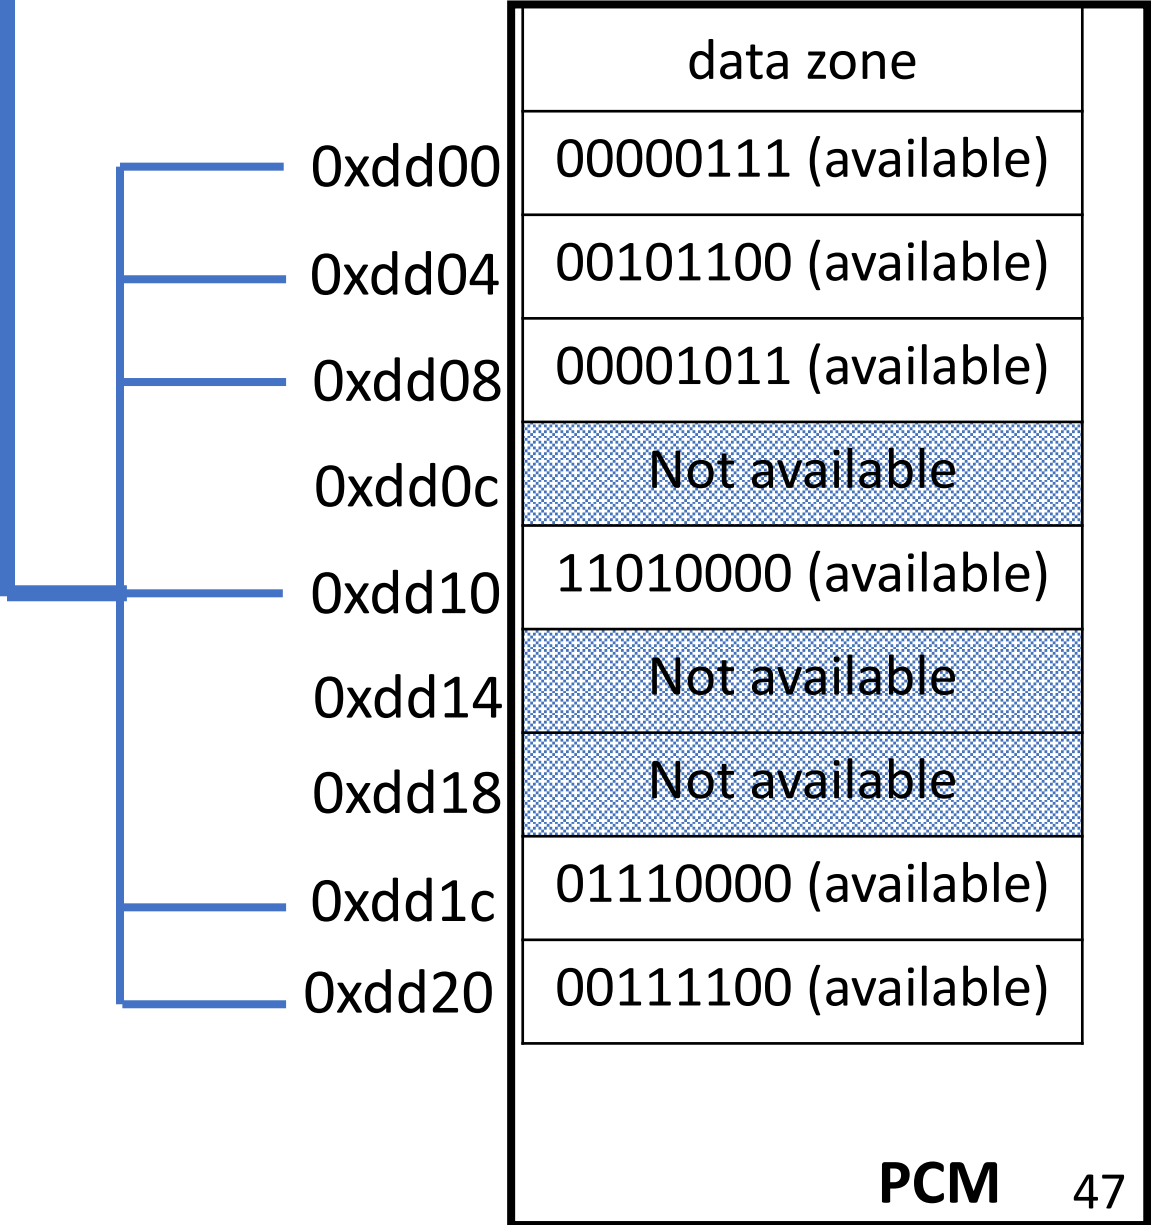 data zone
0xdd00 00000111 (available)
0xdd04 00101100 (available)
0xdd08 00001011 (available)
0xdd0c Not available
0xdd10 11010000 (available)
0xdd14 Not available
0xdd18 Not available
0xdd1c 01110000 (available)
0xdd20 00111100 (available)
PCM 47